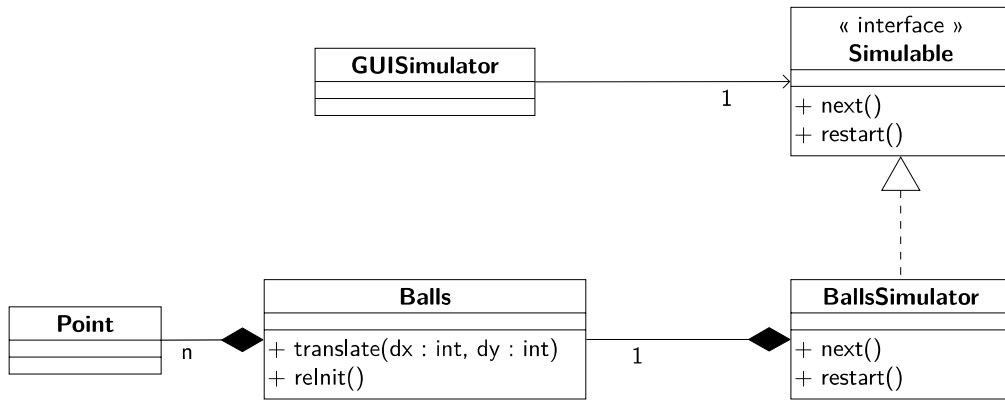 « interface »
Simulable
+ next()
+ restart()
GUISimulator
1
Point
n
Balls
+ translate(dx : int, dy : int)
+ reInit()
1
BallsSimulator
+ next()
+ restart()